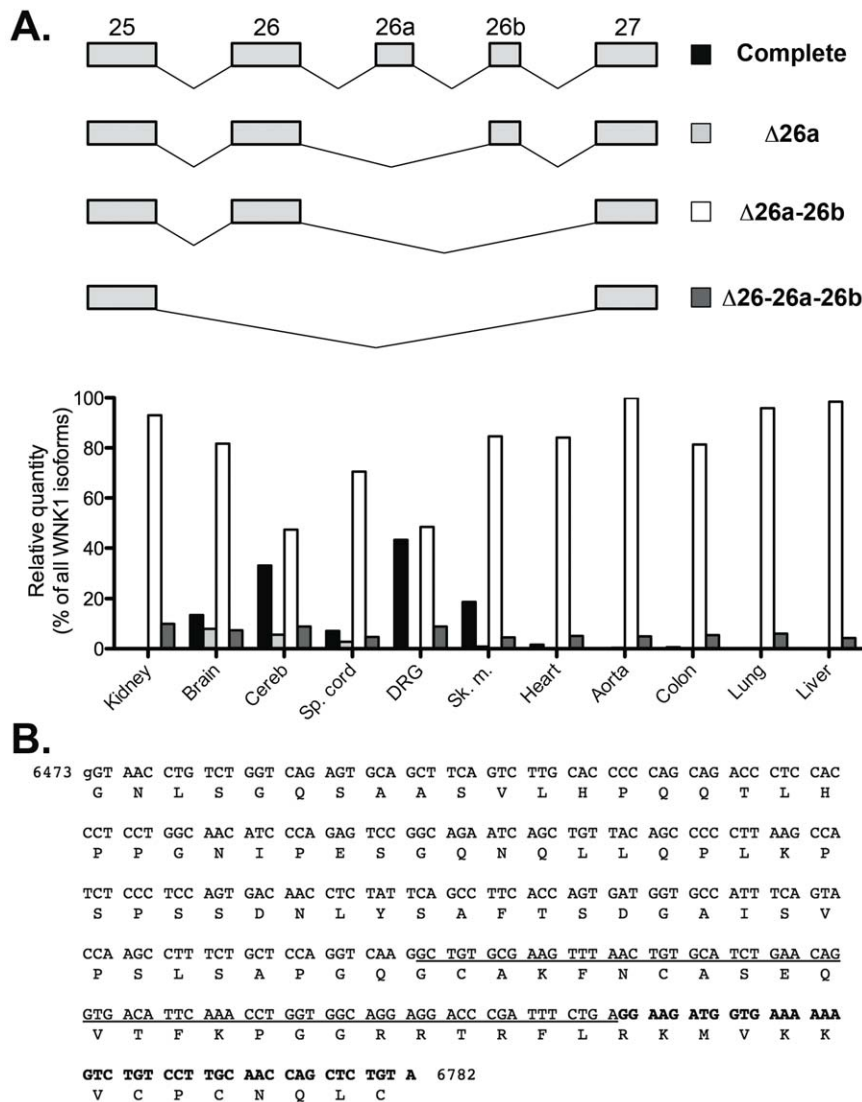 A.
25 26 26a 26b 27
Complete
Δ26a
Δ26a-26b
Δ26-26a-26b
Relative quantity
(% of all WNK1 isoforms)
100
80
60
40
20
0
Kidney Brain Cereb Sp. cord DRG Sk. m. Heart Aorta Colon Lung Liver
B.
6473 gGT AAC CTG TCT GGT CAG AGT GCA GCT TCA GTC TTG CAC CCC CAG CAG ACC CTC CAC
G N L S G Q S A A S V L H P Q Q T L H
CCT CCT GGC AAC ATC CCA GAG TCC GGC AGA ATC AGC TGT TAC AGC CCC CTT AAG CCA
P P G N I P E S G Q N Q L L Q P L K P
TCT CCC TCC AGT GAC AAC CTC TAT TCA GCC TTC ACC AGT GAT GGT GCC ATT TCA GTA
S P S S D N L Y S A F T S D G A I S V
CCA AGC CTT TCT GCT CCA GGT CAA GGC TGT GCG AAG TTT AAC TGT GCA TCT GAA CAG
P S L S A P G Q G C A K F N C A S E Q
GTG ACA TTC AAA CCT GGT GGC AGG AGG ACC CGA TTT CTG AGG AAG ATG GTG AAA AAA
V T F K P G G R R T R F L R K M V K K
GTC TGT CCT TGC AAC CAG CTC TGT A 6782
V C P C N Q L C